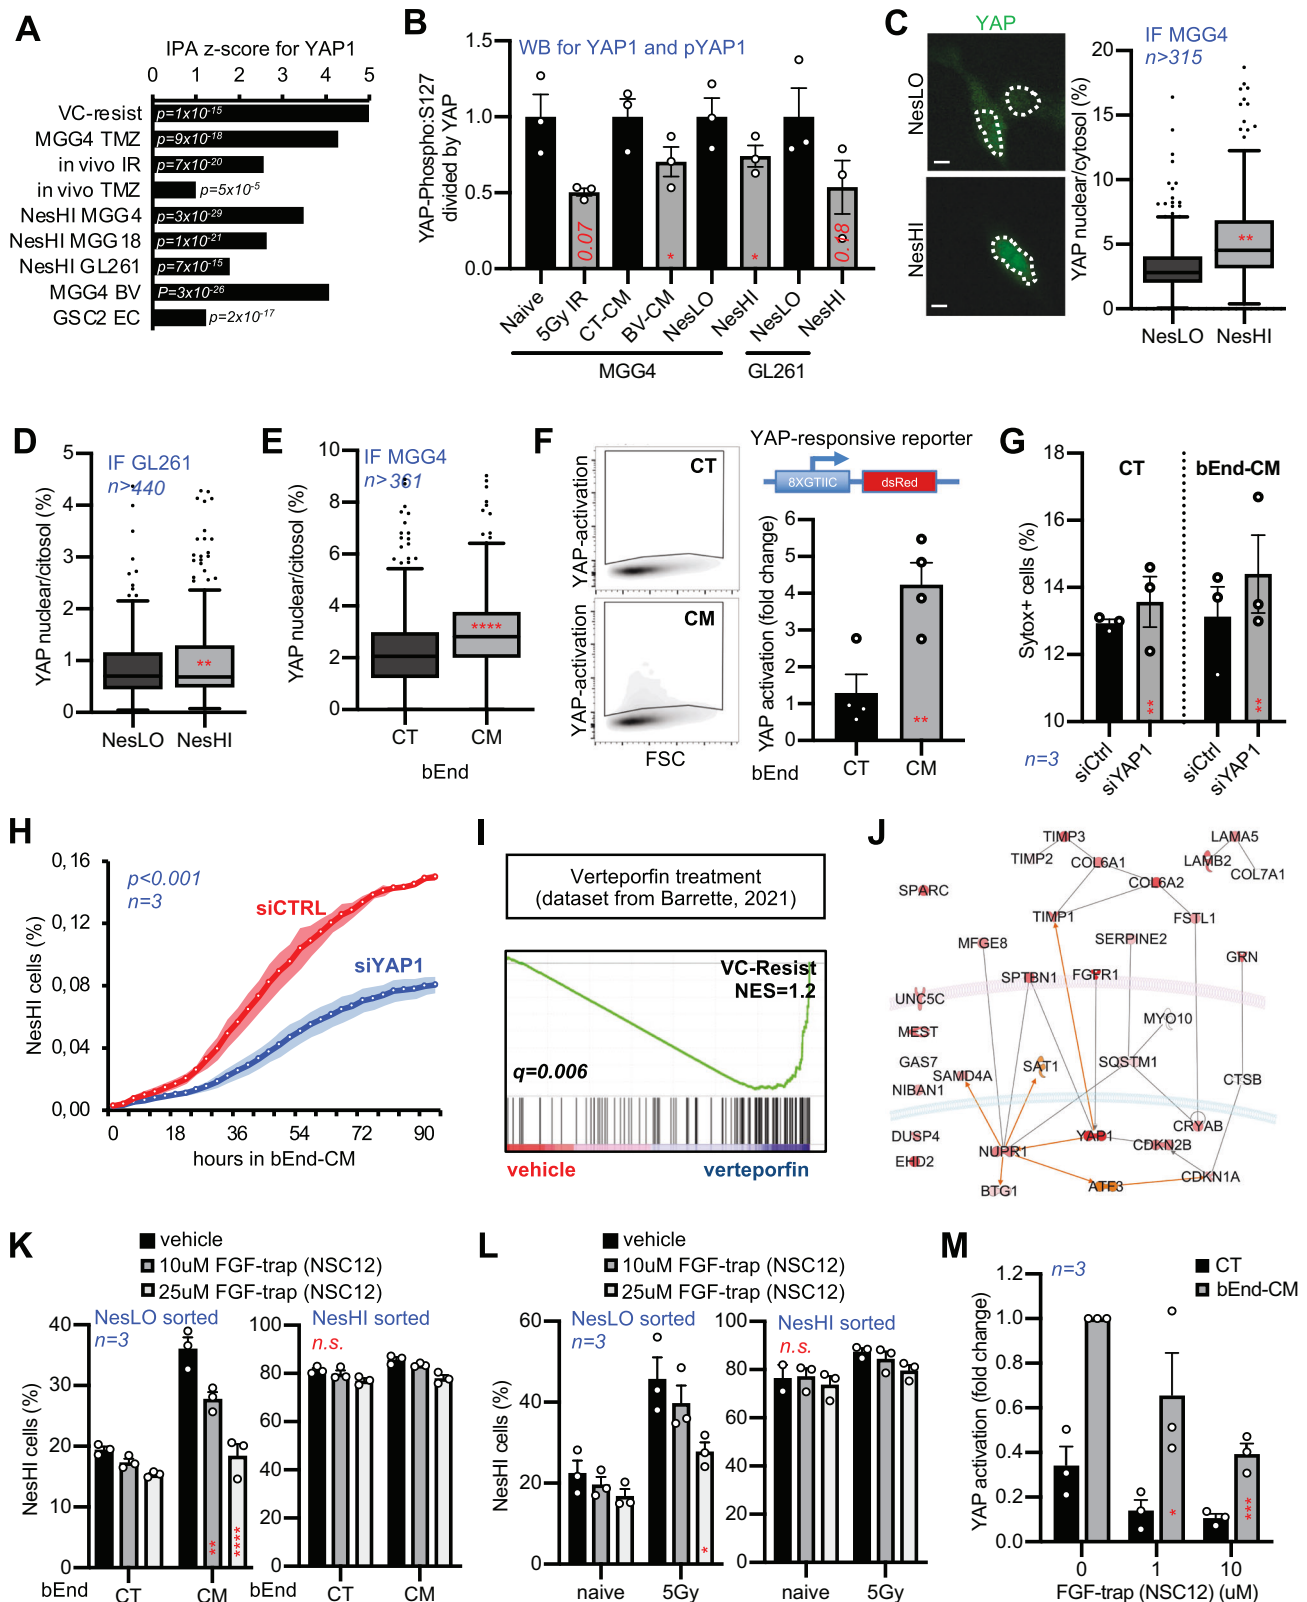 A
IPA z-score for YAP1
0 1 2 3 4 5
VC-resist p=1x10-15
MGG4 TMZ p=9x10-18
in vivo IR p=7x10-20
in vivo TMZ p=5x10-5
NesHI MGG4 p=3x10-29
NesHI MGG18 p=1x10-21
NesHI GL261 p=7x10-15
MGG4 BV P=3x10-26
GSC2 EC p=2x10-17
B
WB for YAP1 and pYAP1
YAP-Phospho:S127
divided by YAP
1.5
1.0
0.5
0.0
0.07
*
*
0.18
Naive
5Gy IR
CT-CM
BV-CM
NesLO
NesHI
NesLO
NesHI
MGG4
GL261
C
YAP
NesLO
NesHI
IF MGG4
n>315
YAP nuclear/cytosol (%)
20
15
10
5
0
**
NesLO NesHI
D
IF GL261
n>440
YAP nuclear/citosol (%)
5
4
3
2
1
0
**
NesLO NesHI
E
IF MGG4
n>361
YAP nuclear/citosol (%)
10
8
6
4
2
0
****
CT CM
bEnd
F
YAP-activation
CT
YAP-activation
CM
FSC
YAP-responsive reporter
8XGTIIC dsRed
YAP activation (fold change)
6
5
4
3
2
1
0
**
bEnd CT CM
G
CT bEnd-CM
Sytox+ cells (%)
18
16
14
12
10
**
**
n=3
siCtrl
siYAP1
siCtrl
siYAP1
H
NesHI cells (%)
0,16
0,12
0,08
0,04
0,00
p<0.001
n=3
siCTRL
siYAP1
0 18 36 54 72 90
hours in bEnd-CM
I
Verteporfin treatment
(dataset from Barrette, 2021)
VC-Resist
NES=1.2
q=0.006
vehicle verteporfin
J
TIMP3
LAMA5
TIMP2
COL6A1
LAMB2
COL7A1
SPARC
COL6A2
TIMP1
FSTL1
MFGE8
SERPINE2
GRN
SPTBN1
FGFR1
UNC5C
MYO10
MEST
GAS7
SAMD4A
SAT1
SQSTM1
CTSB
NIBAN1
CRYAB
DUSP4
YAP1
CDKN2B
NUPR1
EHD2
CDKN1A
BTG1
ATF3
K
vehicle
10uM FGF-trap (NSC12)
25uM FGF-trap (NSC12)
NesLO sorted
n=3
NesHI cells (%)
40
30
20
10
0
**
****
bEnd CT CM
NesHI sorted
n.s.
100
80
60
40
20
0
bEnd CT CM
L
vehicle
10uM FGF-trap (NSC12)
25uM FGF-trap (NSC12)
NesLO sorted
n=3
NesHI cells (%)
60
40
20
0
*
naive 5Gy
NesHI sorted
n.s.
100
80
60
40
20
0
naive 5Gy
M
n=3
CT
bEnd-CM
YAP activation (fold change)
1.2
1.0
0.8
0.6
0.4
0.2
0.0
*
***
0 1 10
FGF-trap (NSC12) (uM)